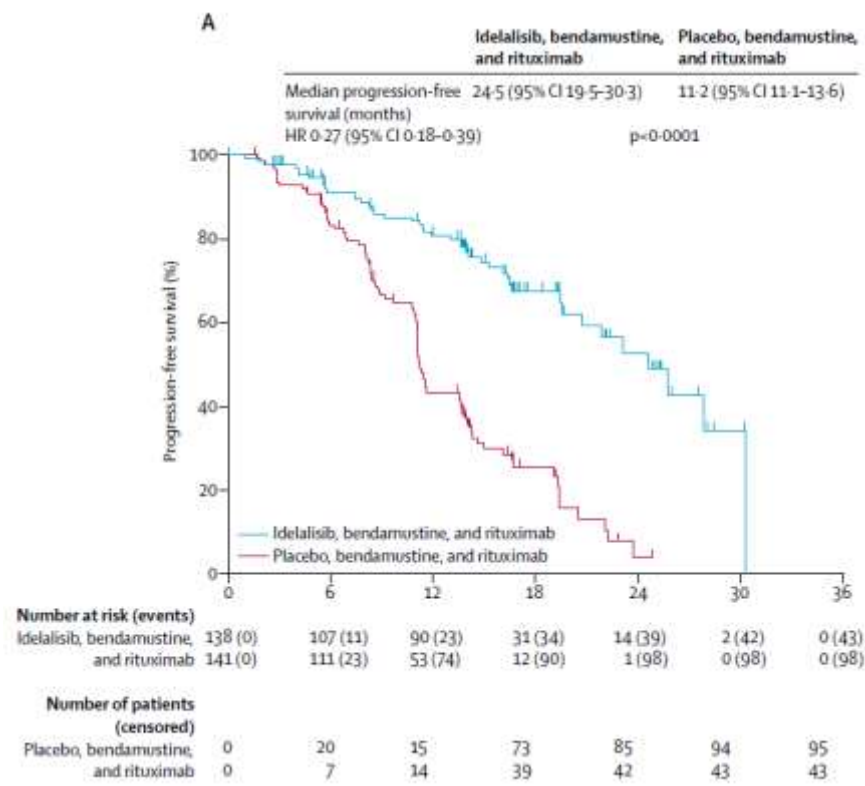 A
Idelalisib, bendamustine, and rituximab
Placebo, bendamustine, and rituximab
Median progression-free survival (months) 24·5 (95% CI 19·5–30·3) 11·2 (95% CI 11·1–13·6)
HR 0·27 (95% CI 0·18–0·39) p<0·0001
Progression-free survival (%)
100
80
60
40
20
0
Idelalisib, bendamustine, and rituximab
Placebo, bendamustine, and rituximab
0 6 12 18 24 30 36
Number at risk (events)
Idelalisib, bendamustine, 138 (0) 107 (11) 90 (23) 31 (34) 14 (39) 2 (42) 0 (43)
and rituximab 141 (0) 111 (23) 53 (74) 12 (90) 1 (98) 0 (98) 0 (98)
Number of patients
(censored)
Placebo, bendamustine, 0 20 15 73 85 94 95
and rituximab 0 7 14 39 42 43 43